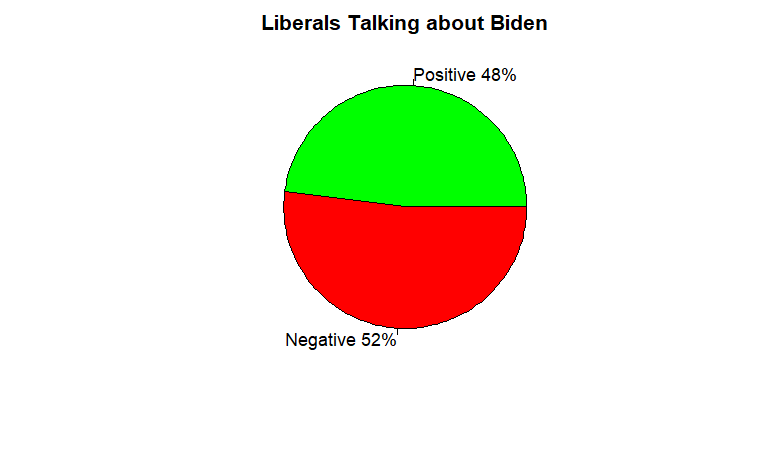 Liberals Talking about Biden
Positive 48%
Negative 52%